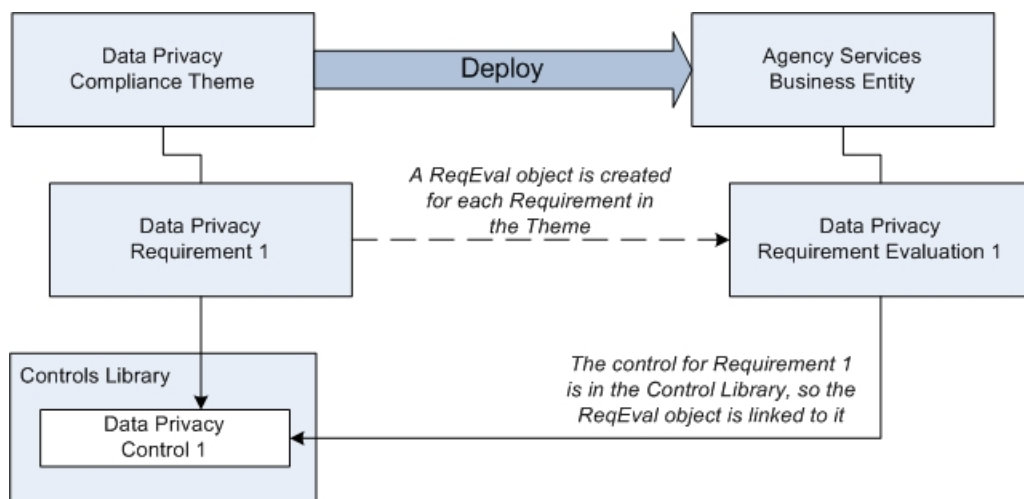 Data Privacy
Compliance Theme
Deploy
Agency Services
Business Entity
A ReqEval object is created
for each Requirement in
the Theme
Data Privacy
Requirement 1
Data Privacy
Requirement Evaluation 1
The control for Requirement 1
is in the Control Library, so the
ReqEval object is linked to it
Controls Library
Data Privacy
Control 1